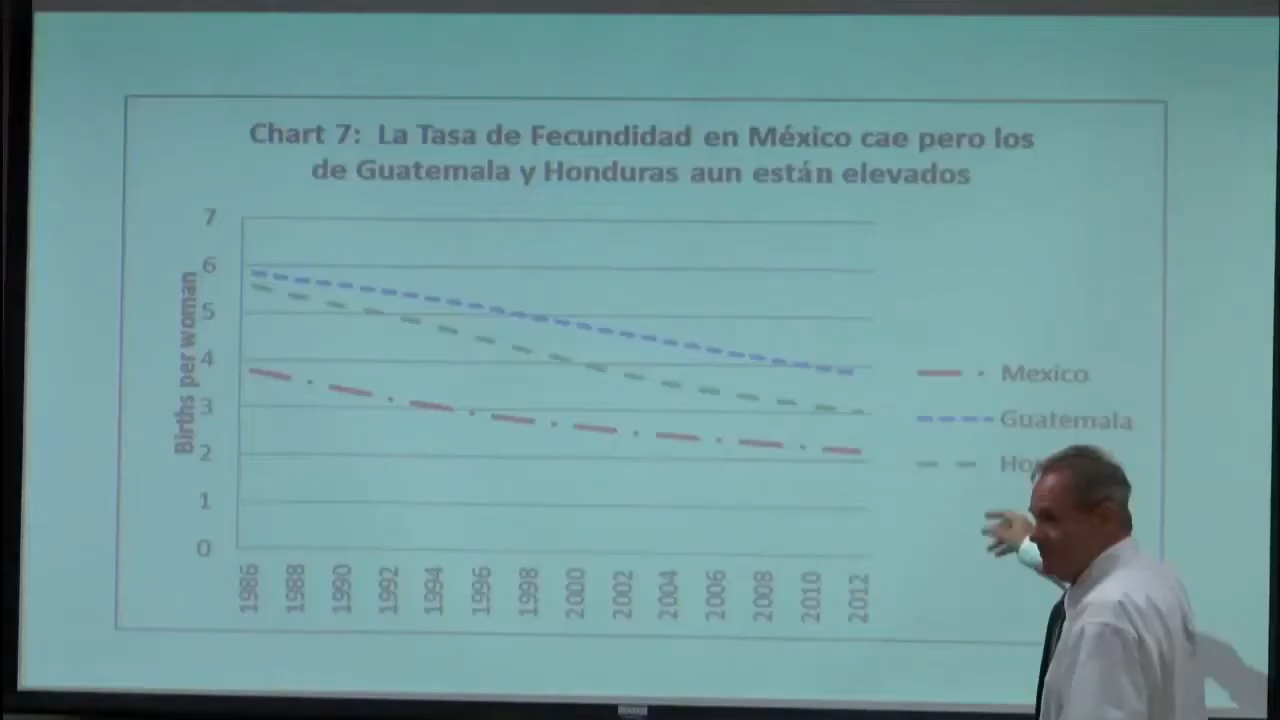 Chart 7: La Tasa de Fecundidad en México cae pero los
de Guatemala y Honduras aun están elevados
Births per woman
7
6
5
4
3
2
1
0
1986 1988 1990 1992 1994 1996 1998 2000 2002 2004 2006 2008 2010 2012
Mexico
Guatemala